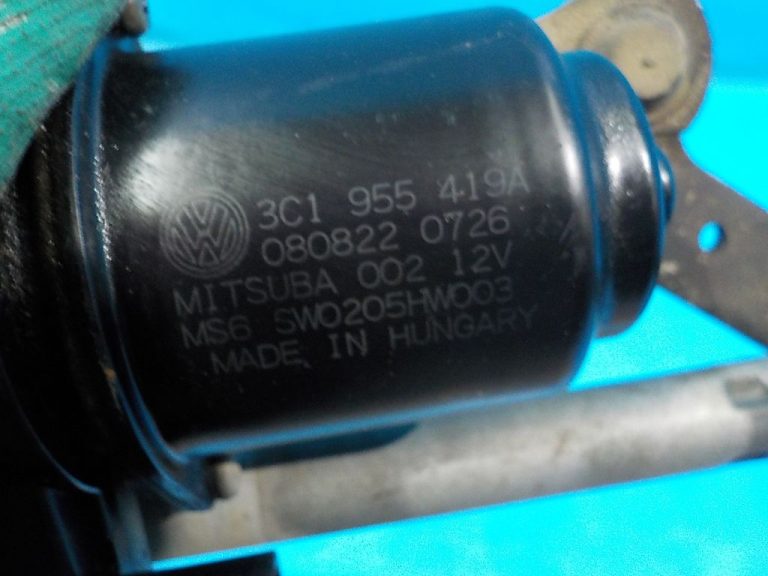 3C1 955 419A
080822 0726
MITSUBA 002 12V
MS6 SW0205HW003
MADE IN HUNGARY